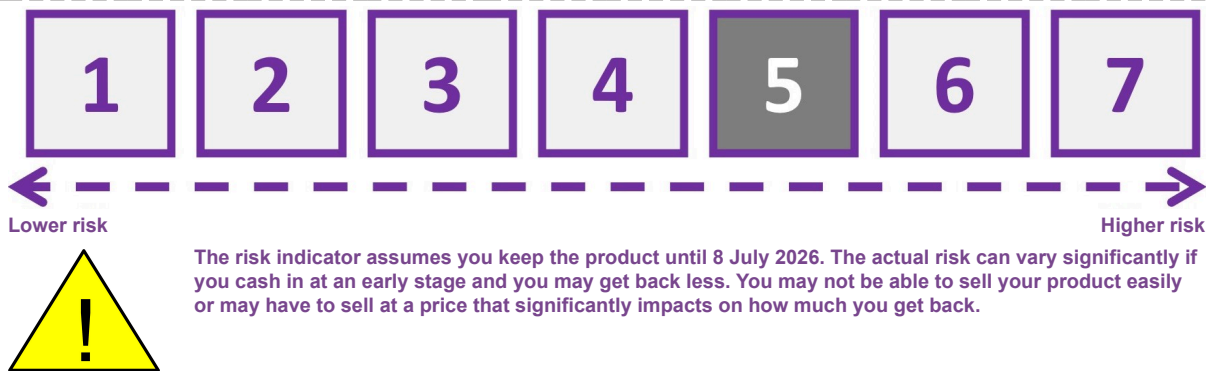 1 2 3 4 5 6 7
Lower risk Higher risk
The risk indicator assumes you keep the product until 8 July 2026. The actual risk can vary significantly if
you cash in at an early stage and you may get back less. You may not be able to sell your product easily
or may have to sell at a price that significantly impacts on how much you get back.
!